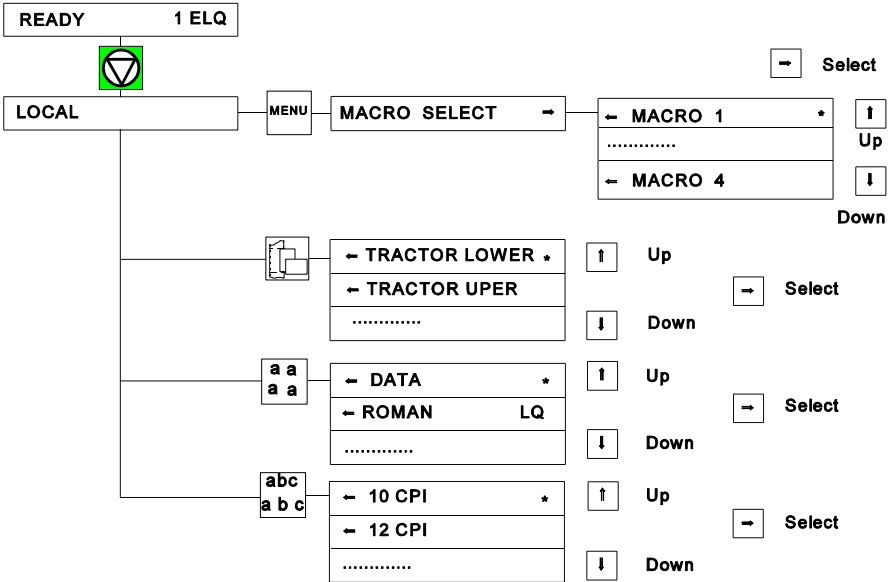 READY 1 ELQ
→ Select
LOCAL
MENU
MACRO SELECT →
← MACRO 1 *
.............
← MACRO 4
↑
Up
↓
Down
← TRACTOR LOWER *
← TRACTOR UPER
.............
↑ Up
→ Select
↓ Down
a a
a a
← DATA *
← ROMAN LQ
.............
↑ Up
→ Select
↓ Down
abc
a b c
← 10 CPI *
← 12 CPI
.............
↑ Up
→ Select
↓ Down